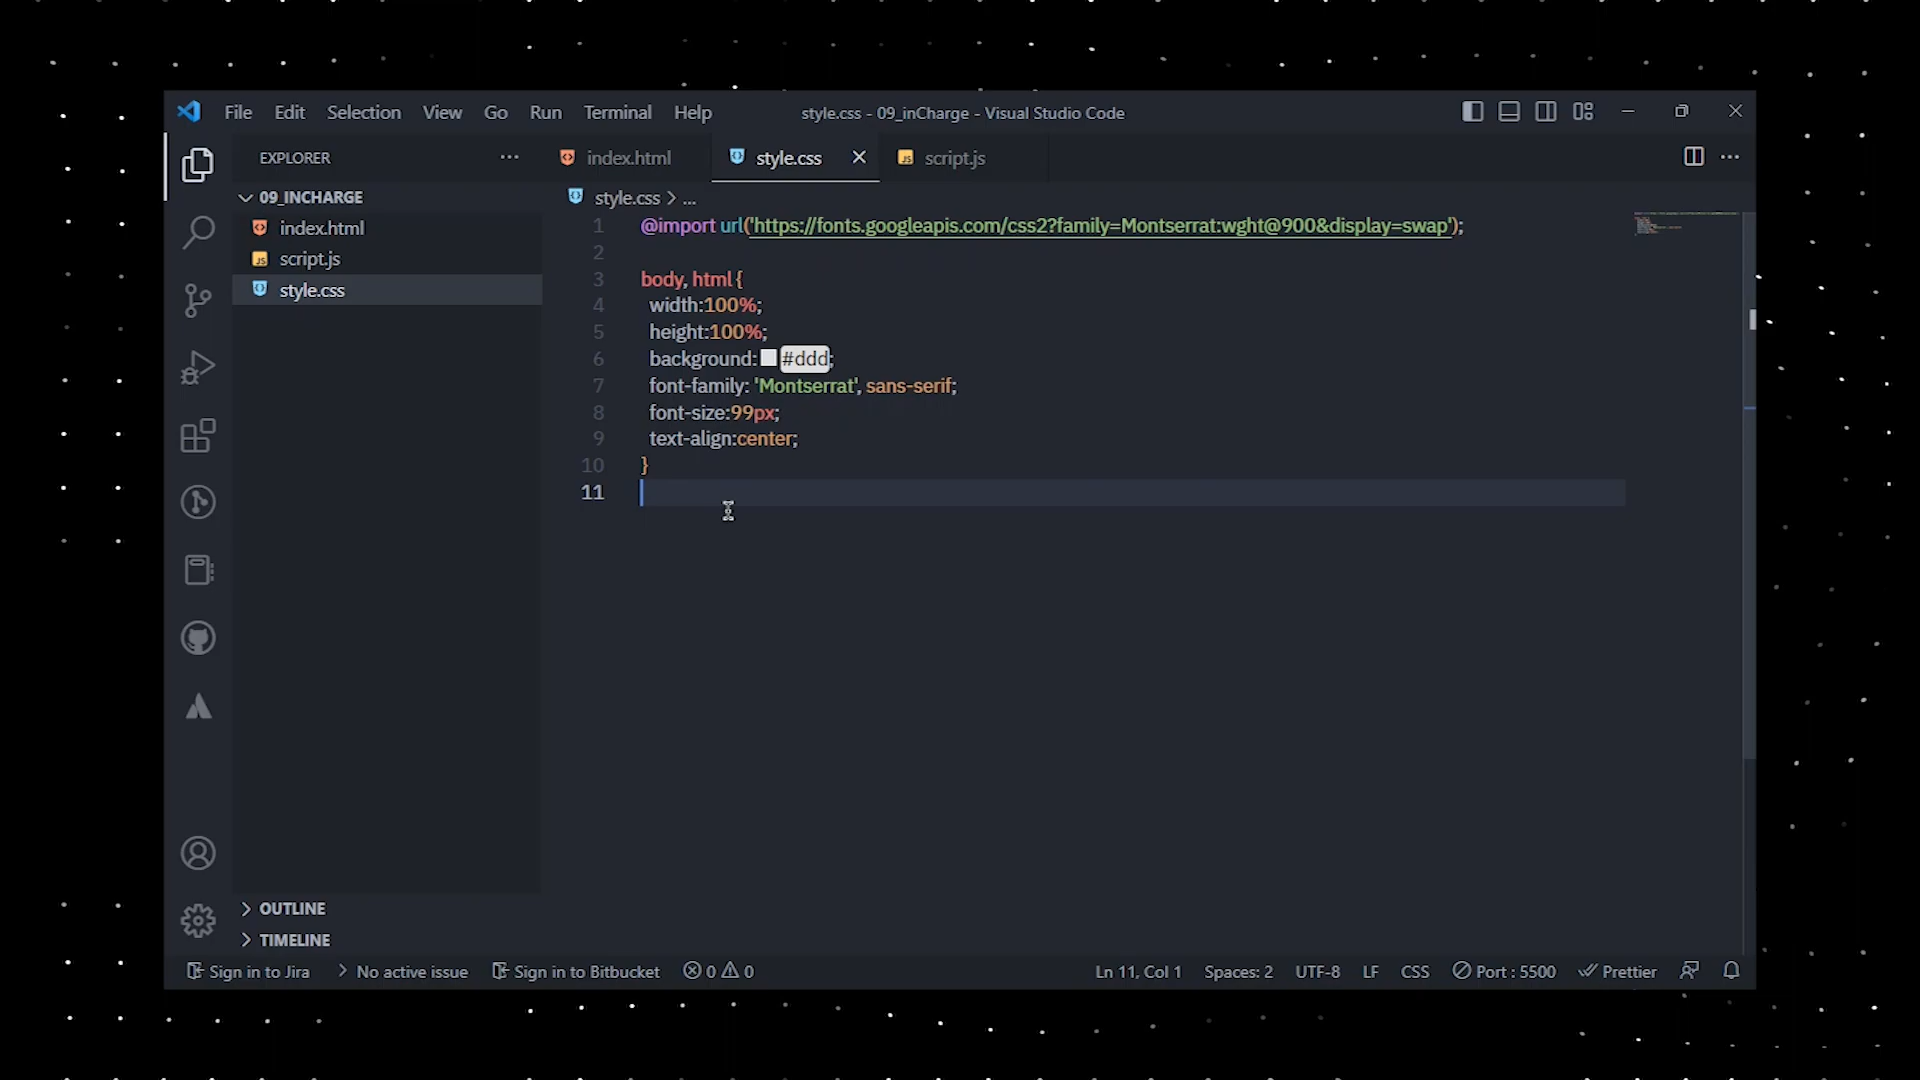 File Edit Selection View Go Run Terminal Help style.css - 09_inCharge - Visual Studio Code
EXPLORER
09_INCHARGE
index.html
script.js
style.css
OUTLINE
TIMELINE
index.html style.css script.js
style.css > ...
1 @import url('https://fonts.googleapis.com/css2?family=Montserrat:wght@900&display=swap');
2
3 body, html {
4 width:100%;
5 height:100%;
6 background: #ddd;
7 font-family: 'Montserrat', sans-serif;
8 font-size:99px;
9 text-align:center;
10 }
11
Sign in to Jira No active issue Sign in to Bitbucket 0 0 Ln 11, Col 1 Spaces: 2 UTF-8 LF CSS Port : 5500 Prettier